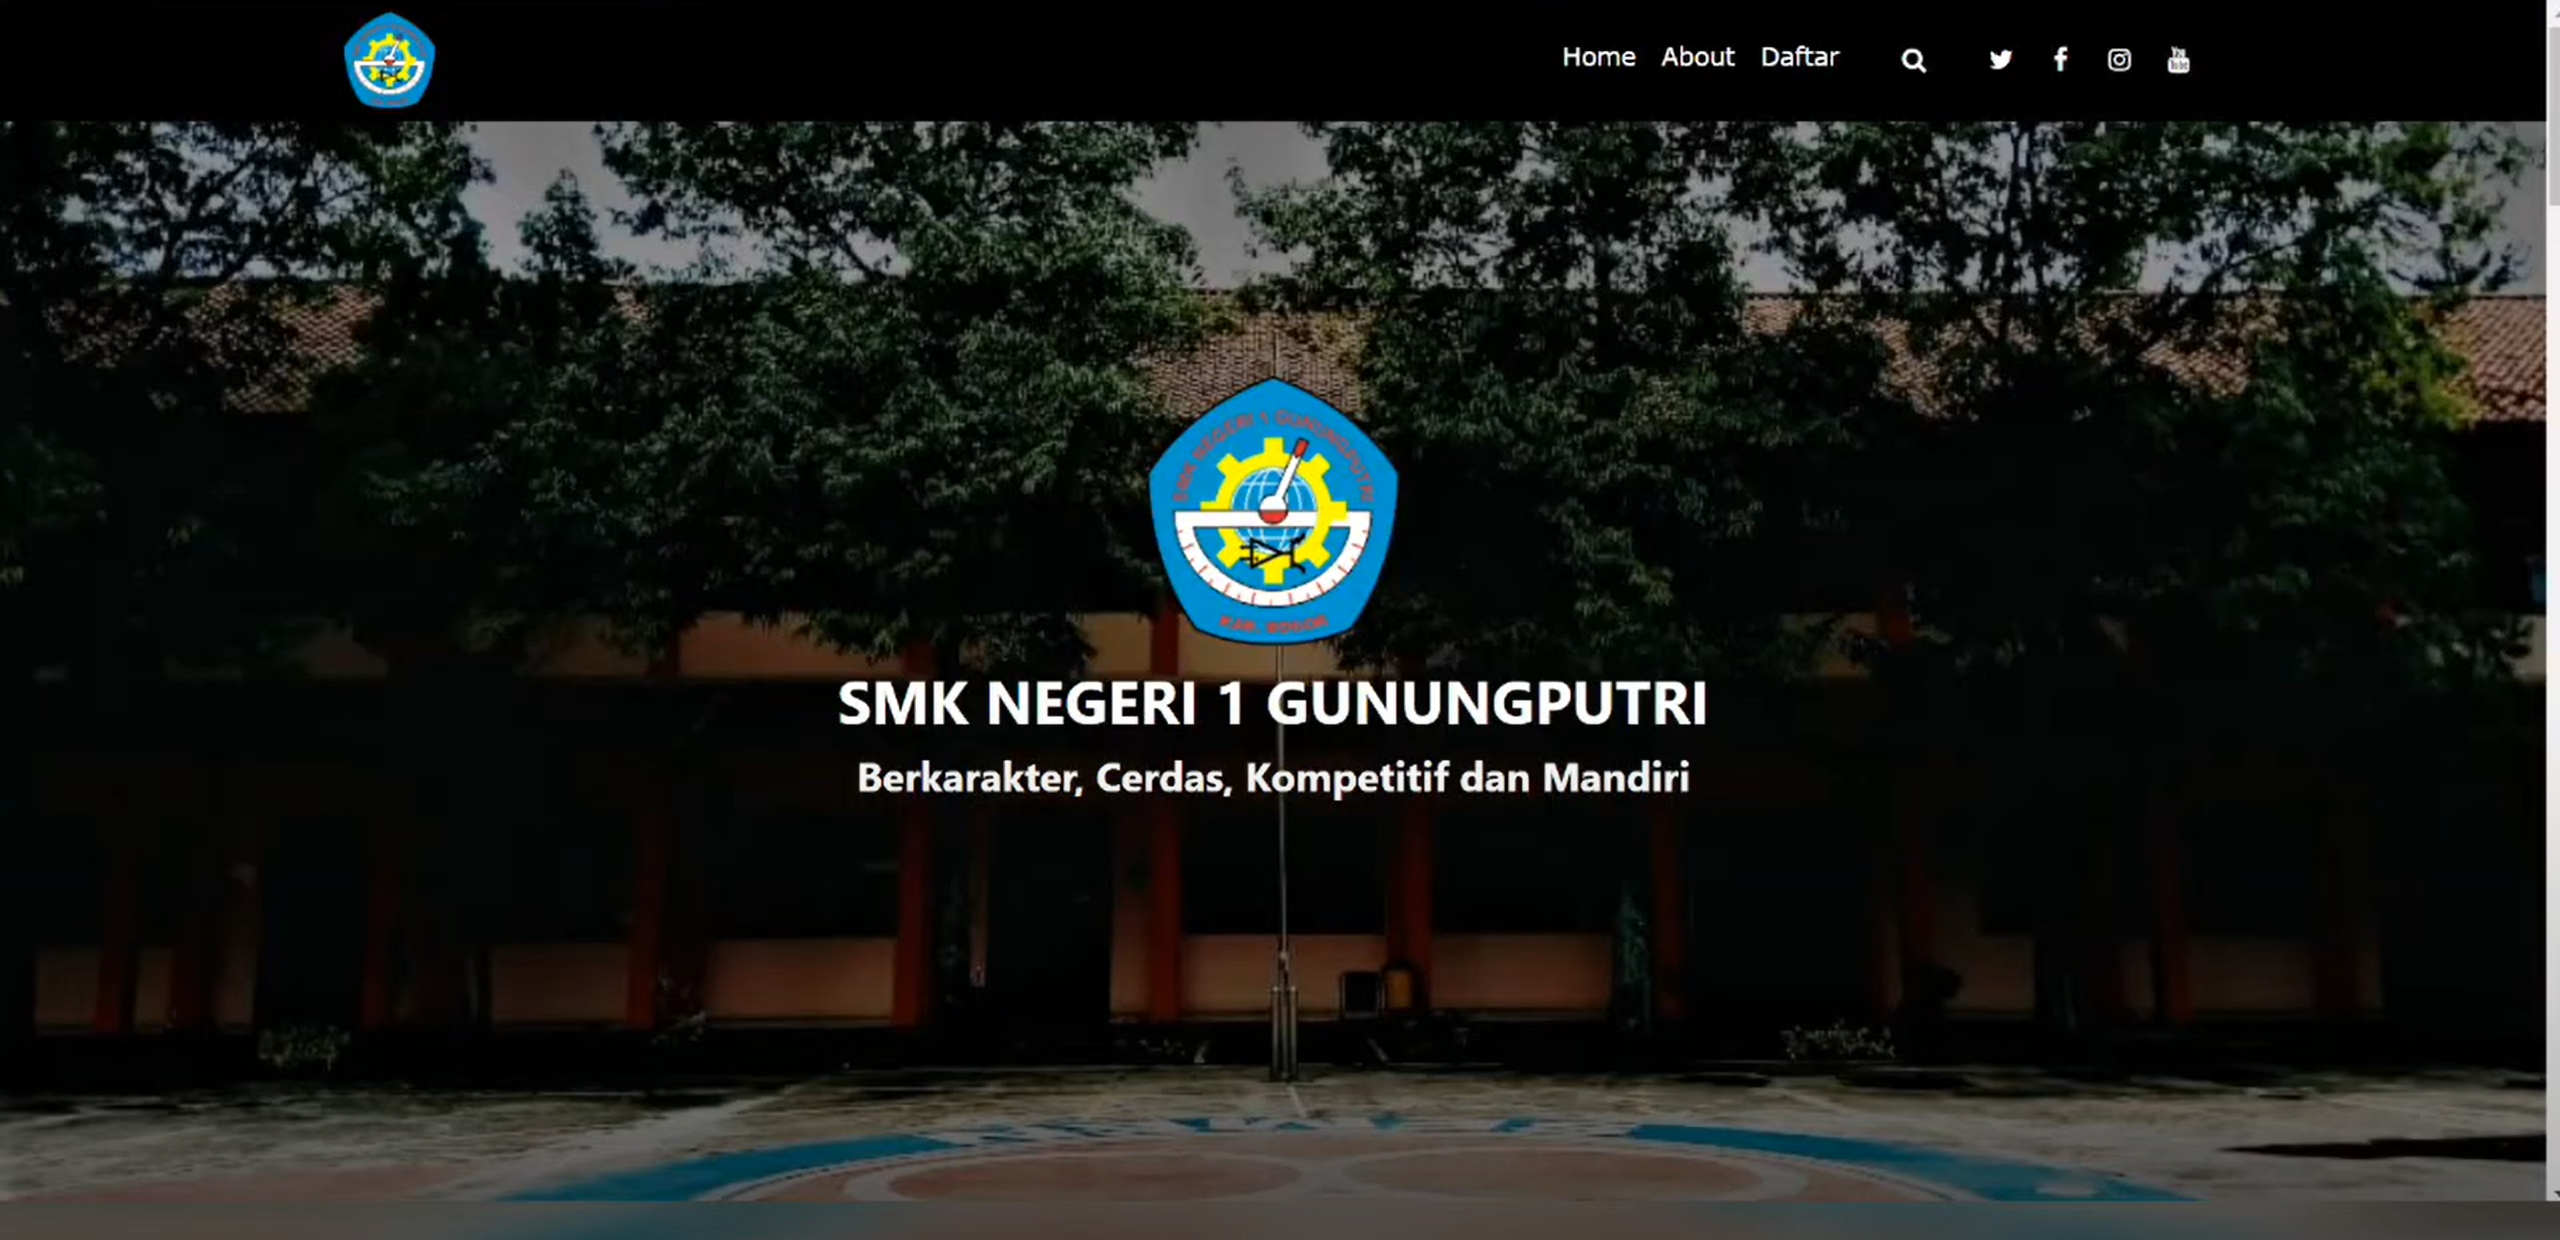 Home About Daftar
SMK NEGERI 1 GUNUNGPUTRI
KAB. BOGOR
SMK NEGERI 1 GUNUNGPUTRI
Berkarakter, Cerdas, Kompetitif dan Mandiri